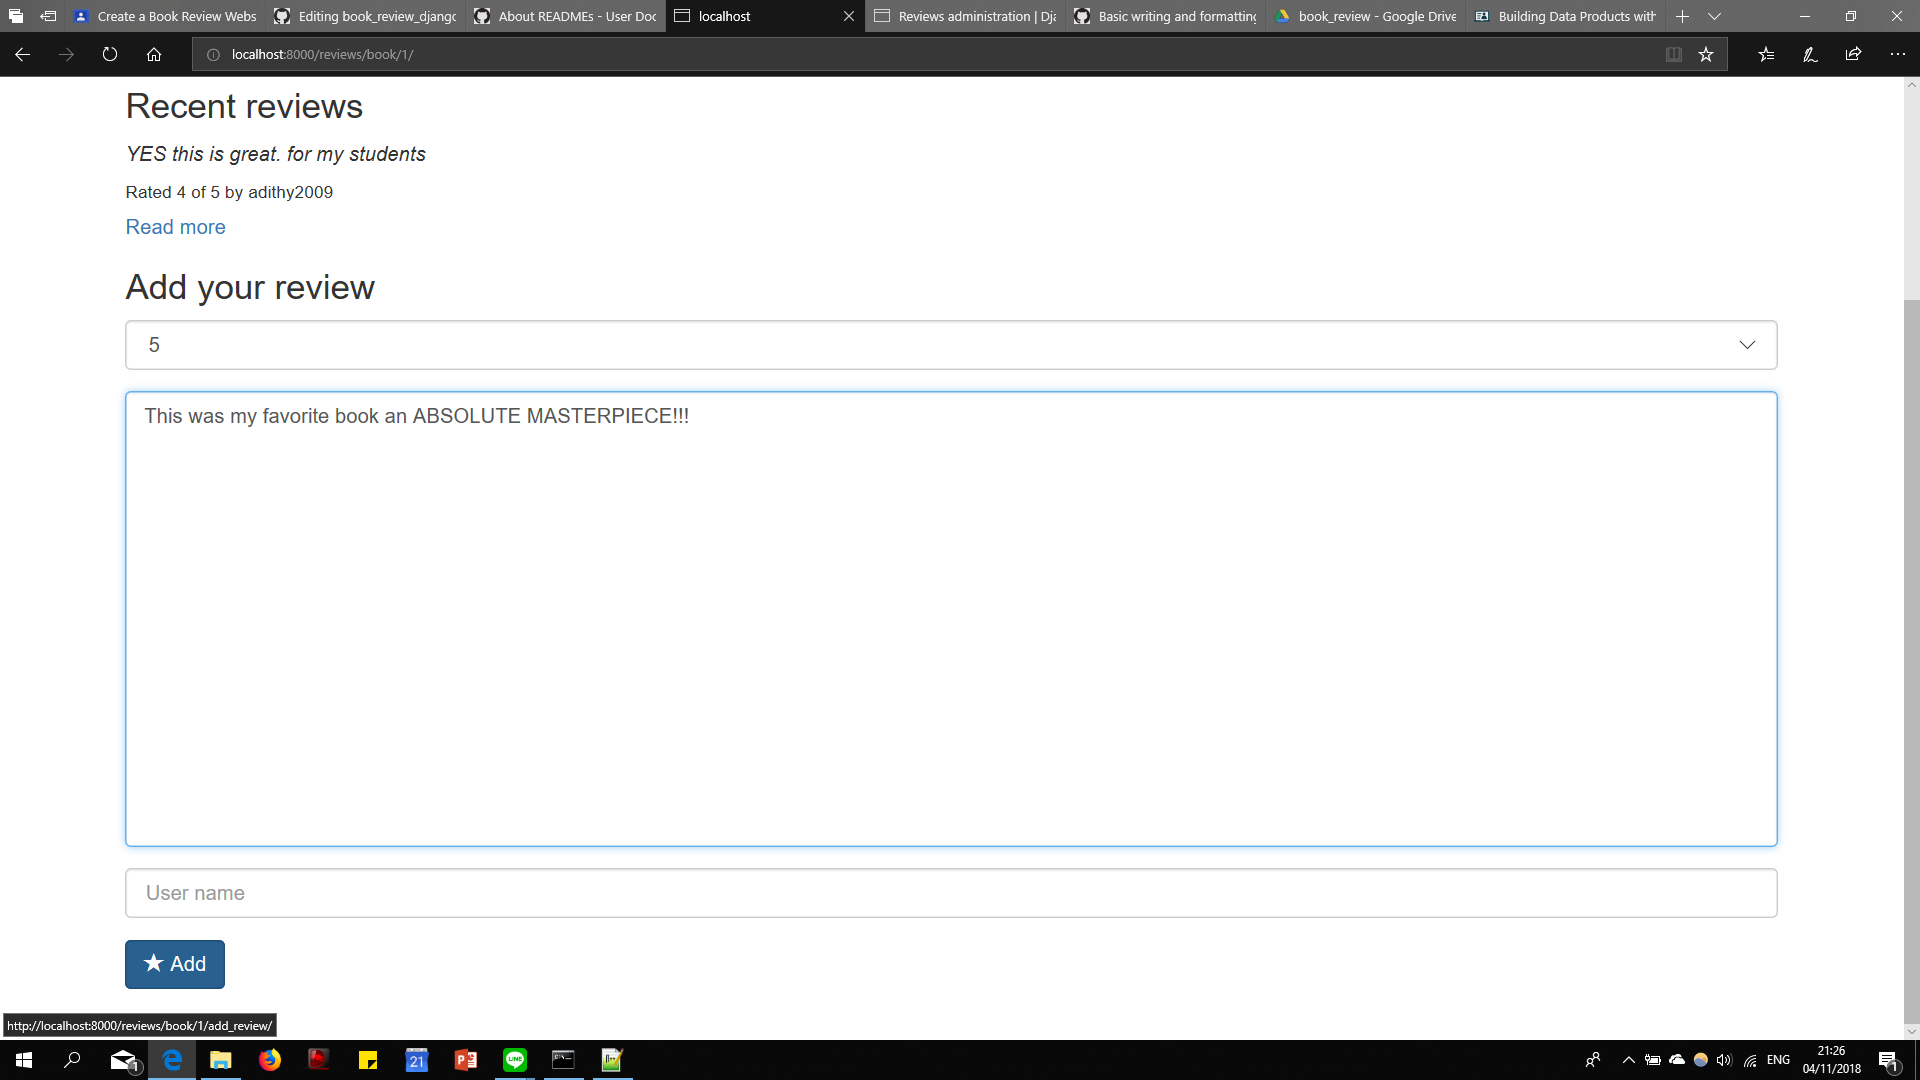 Create a Book Review Webs
Editing book_review_django
About READMEs - User Doc
localhost
Reviews administration | Dja
Basic writing and formatting
book_review - Google Drive
Building Data Products with
localhost:8000/reviews/book/1/
Recent reviews
YES this is great. for my students
Rated 4 of 5 by adithy2009
Read more
Add your review
5
This was my favorite book an ABSOLUTE MASTERPIECE!!!
User name
Add
http://localhost:8000/reviews/book/1/add_review/
1
21
LINE
ENG
21:26
04/11/2018
1